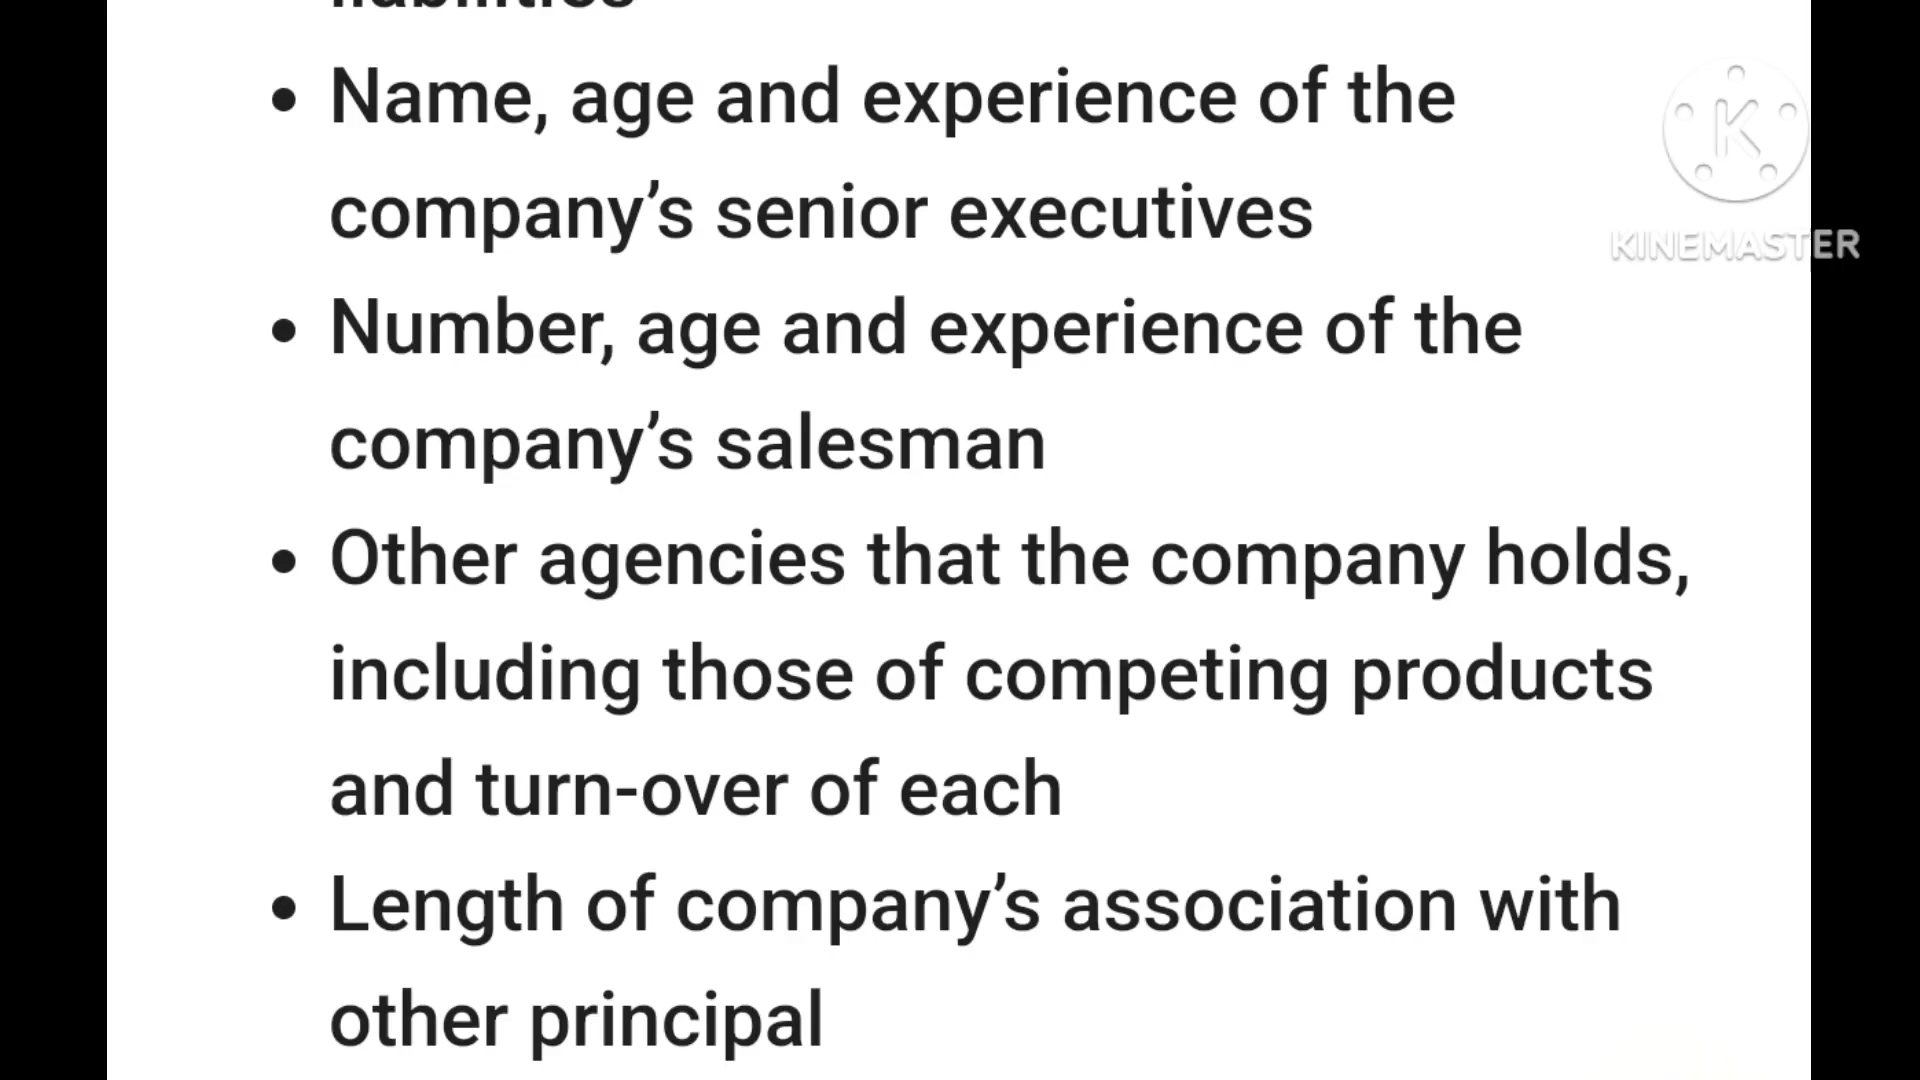 liabilities
• Name, age and experience of the
company’s senior executives
• Number, age and experience of the
company’s salesman
• Other agencies that the company holds,
including those of competing products
and turn-over of each
• Length of company’s association with
other principal
K
KINEMASTER